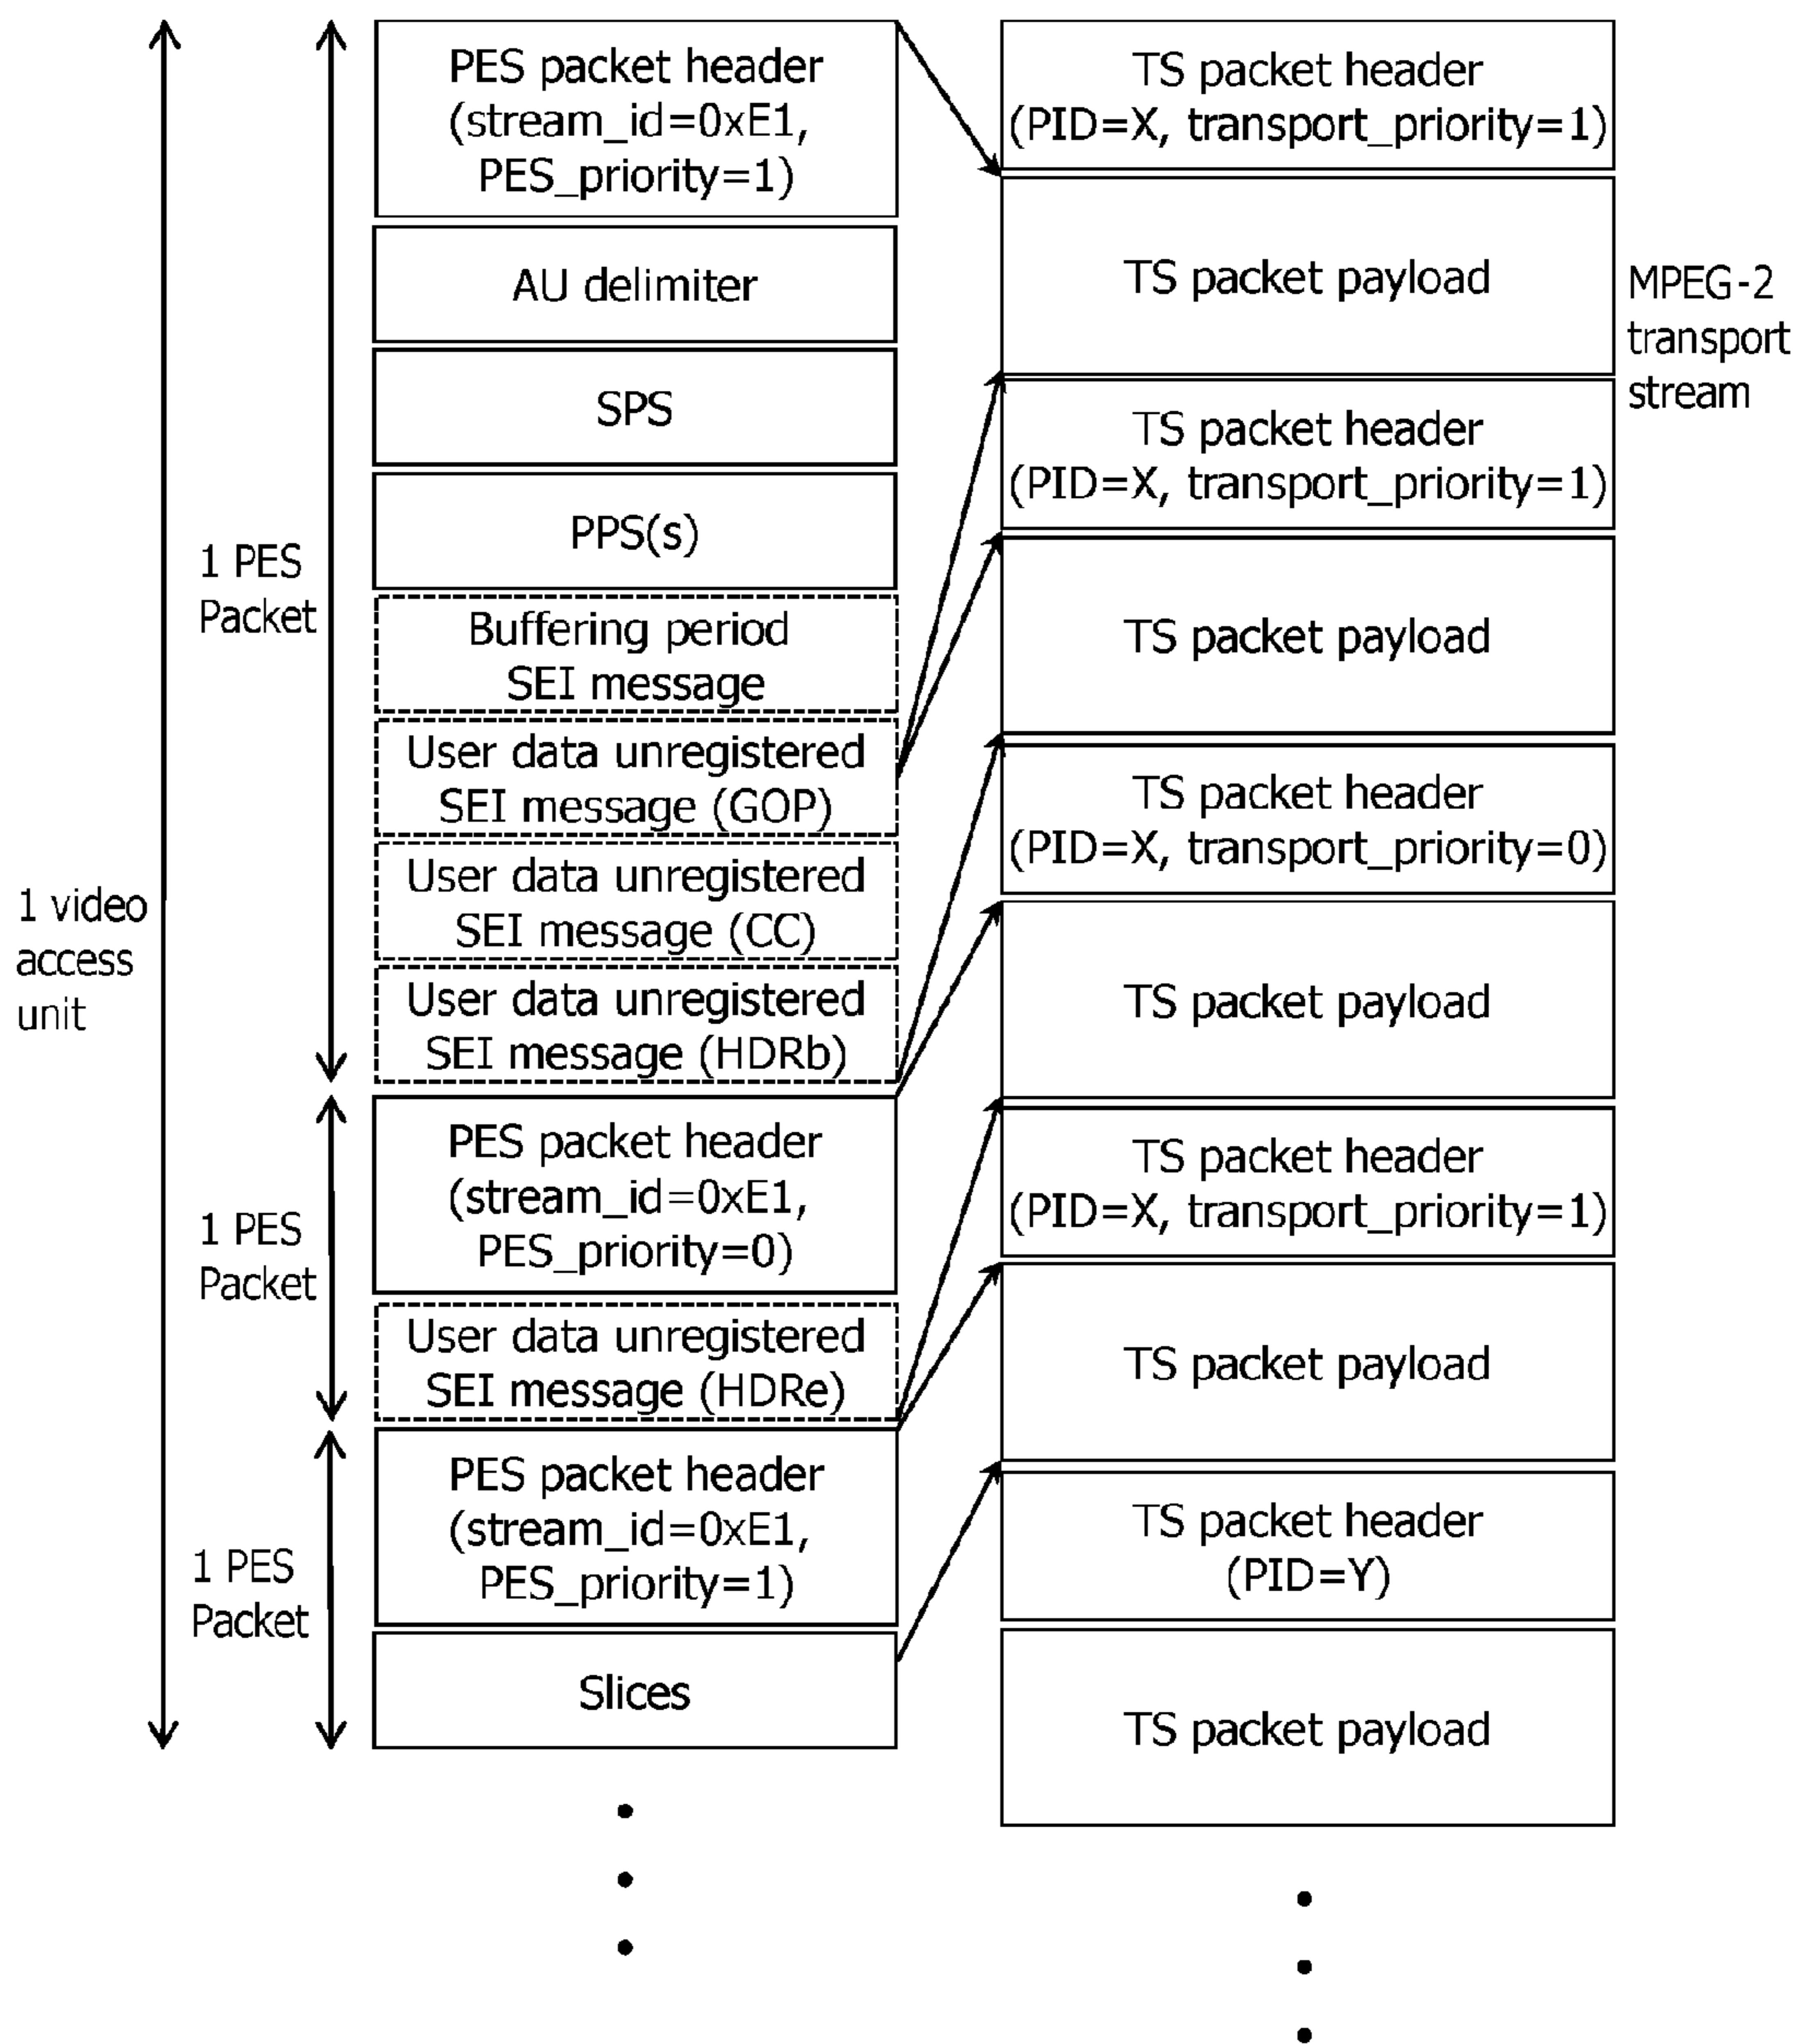 1 video
access
unit
1 PES
Packet
1 PES
Packet
1 PES
Packet
PES packet header
(stream_id=0xE1,
PES_priority=1)
AU delimiter
SPS
PPS(s)
Buffering period
SEI message
User data unregistered
SEI message (GOP)
User data unregistered
SEI message (CC)
User data unregistered
SEI message (HDRb)
PES packet header
(stream_id=0xE1,
PES_priority=0)
User data unregistered
SEI message (HDRe)
PES packet header
(stream_id=0xE1,
PES_priority=1)
Slices
TS packet header
(PID=X, transport_priority=1)
TS packet payload
TS packet header
(PID=X, transport_priority=1)
TS packet payload
TS packet header
(PID=X, transport_priority=0)
TS packet payload
TS packet header
(PID=X, transport_priority=1)
TS packet payload
TS packet header
(PID=Y)
TS packet payload
MPEG-2
transport
stream